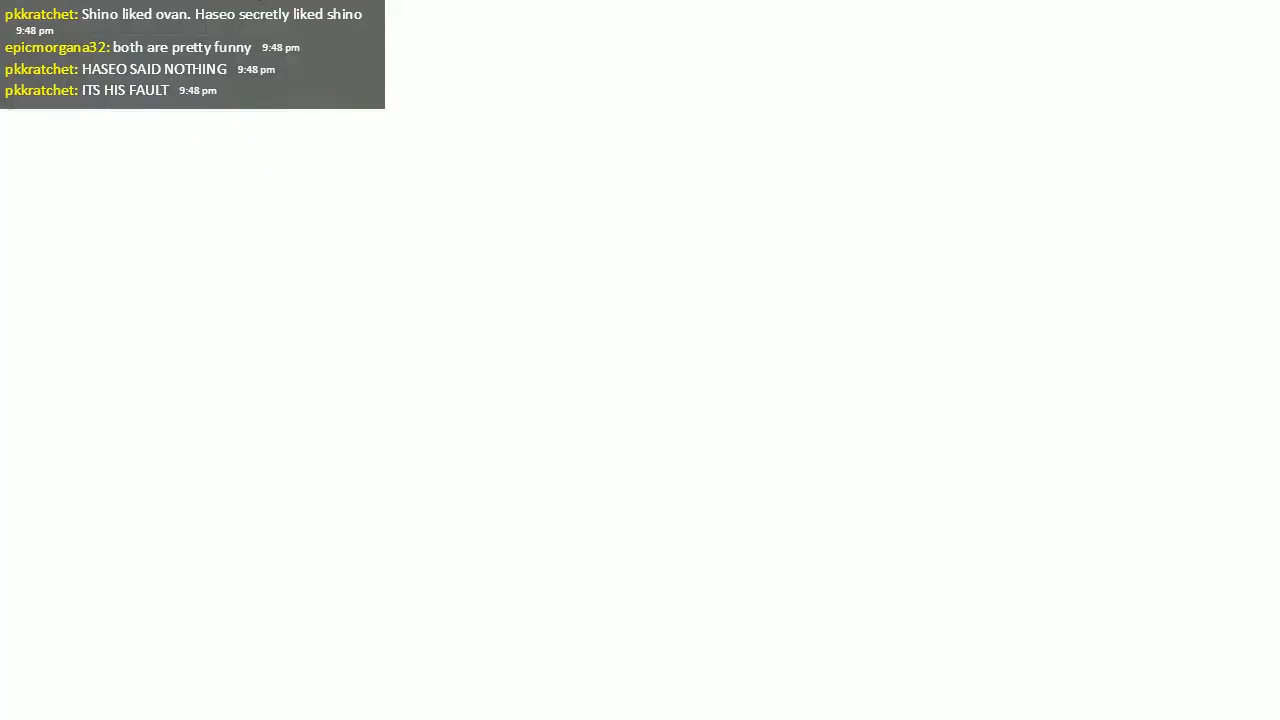 pkkratchet: Shino liked ovan. Haseo secretly liked shino
9:48 pm
epicmorgana32: both are pretty funny 9:48 pm
pkkratchet: HASEO SAID NOTHING 9:48 pm
pkkratchet: ITS HIS FAULT 9:48 pm